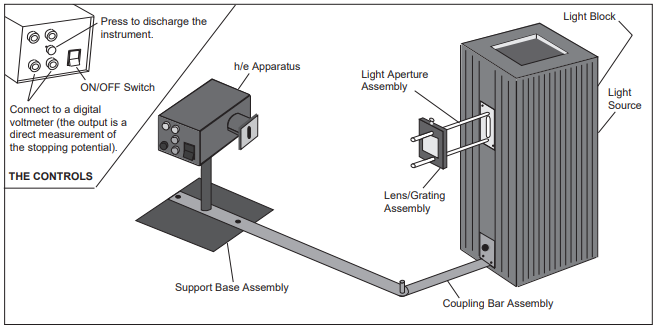 Press to discharge the
instrument.
ON/OFF Switch
Connect to a digital
voltmeter (the output is a
direct measurement of
the stopping potential).
THE CONTROLS
h/e Apparatus
Light Block
Light Aperture
Assembly
Light
Source
Lens/Grating
Assembly
Support Base Assembly
Coupling Bar Assembly